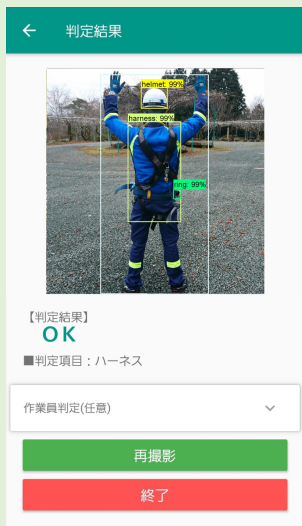 ← 判定結果
helmet: 99%
harness: 99%
ring: 99%
【判定結果】
OK
■判定項目：ハーネス
作業員判定(任意)
再撮影
終了